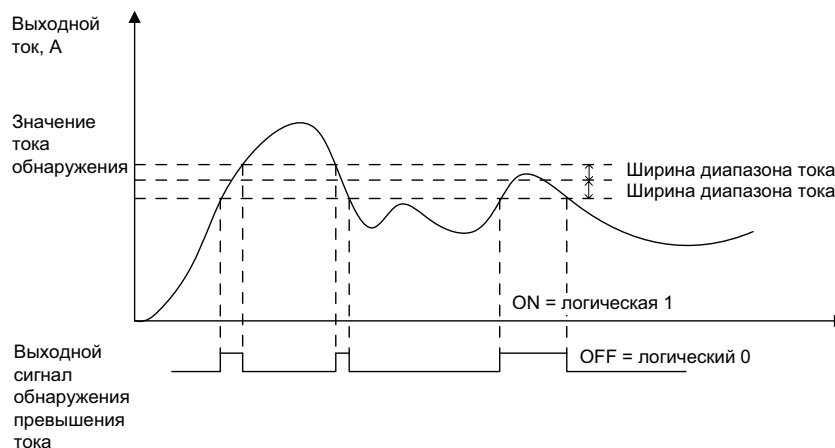 Выходной
ток, А
Значение
тока
обнаружения
Ширина диапазона тока
Ширина диапазона тока
ON = логическая 1
Выходной
сигнал
обнаружения
превышения
тока
OFF = логический 0